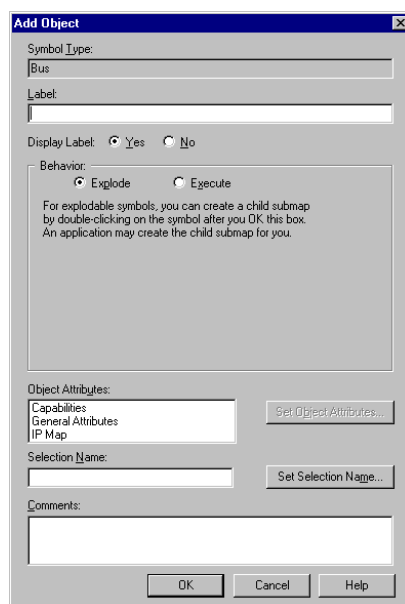 Add Object
Symbol Type:
Bus
Label:
Display Label: Yes No
Behavior:
Explode Execute
For explodable symbols, you can create a child submap
by double-clicking on the symbol after you OK this box.
An application may create the child submap for you.
Object Attributes:
Capabilities
General Attributes
IP Map
Set Object Attributes...
Selection Name:
Set Selection Name...
Comments:
OK Cancel Help